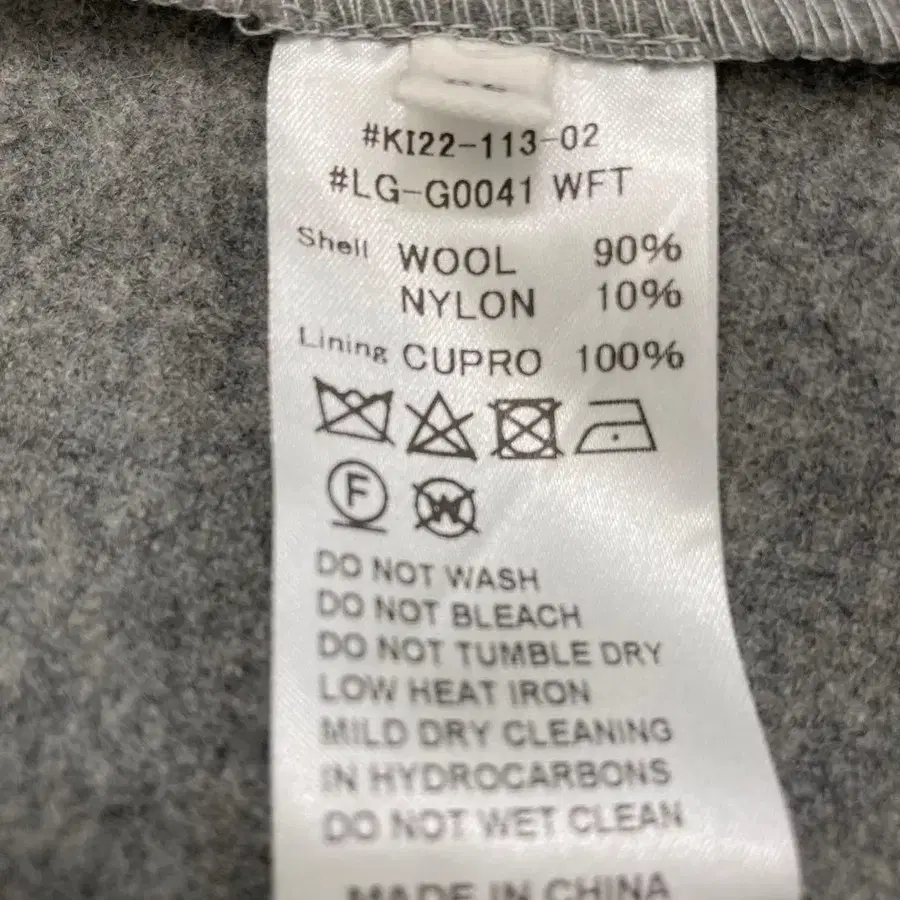 #KI22-113-02
#LG-G0041 WFT
Shell WOOL 90%
NYLON 10%
Lining CUPRO 100%
F W
DO NOT WASH
DO NOT BLEACH
DO NOT TUMBLE DRY
LOW HEAT IRON
MILD DRY CLEANING
IN HYDROCARBONS
DO NOT WET CLEAN
MADE IN CHINA